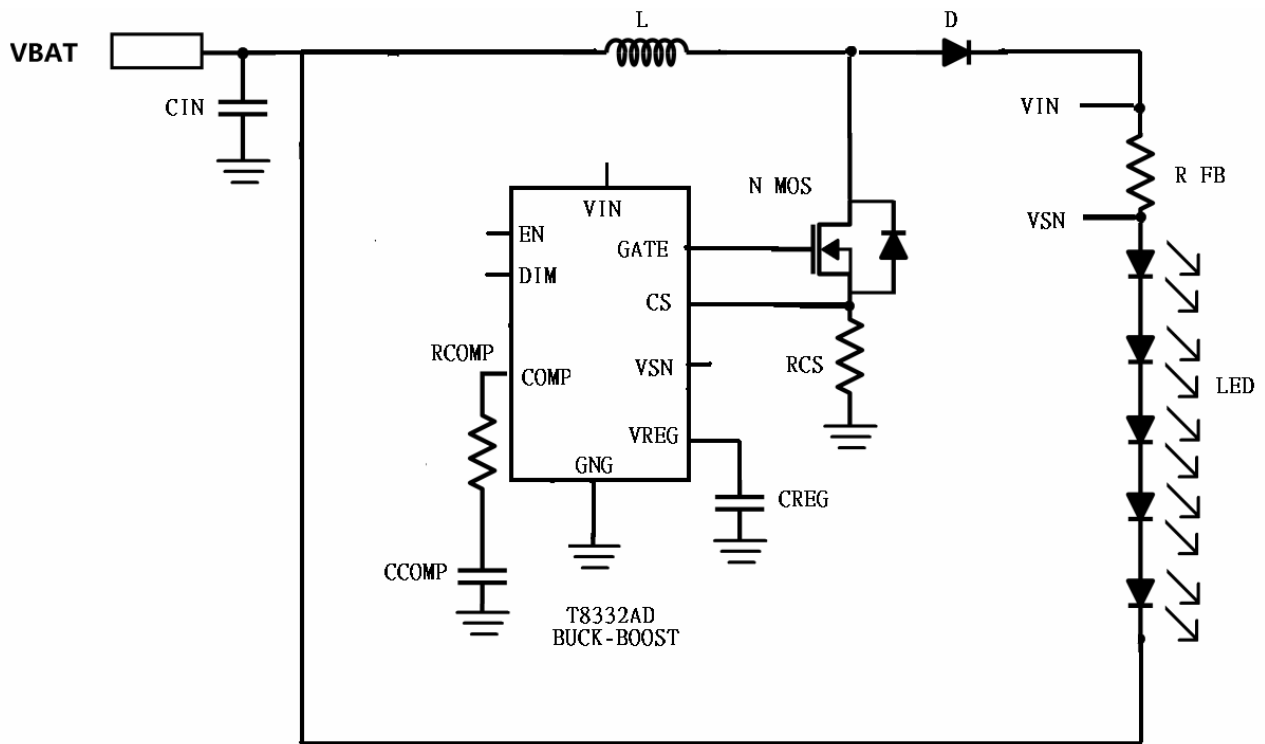 L
D
VBAT
CIN
VIN
R FB
N MOS
VIN
VSN
EN
GATE
DIM
CS
RCOMP
RCS
VSN
LED
COMP
VREG
GNG
CREG
CCOMP
T8332AD
BUCK-BOOST